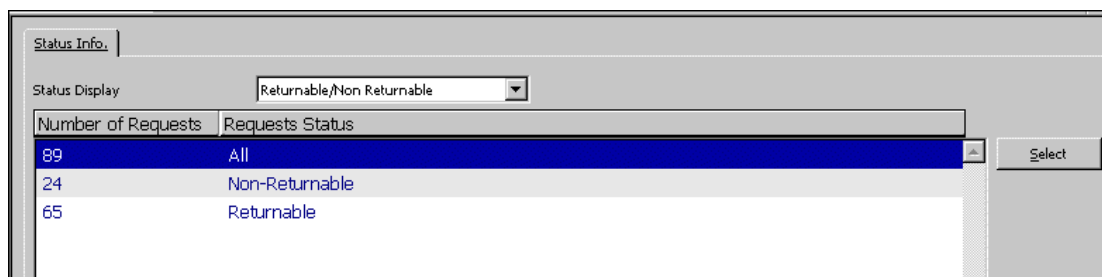 Status Info.
Status Display Returnable/Non Returnable
Number of Requests Requests Status
89 All Select
24 Non-Returnable
65 Returnable